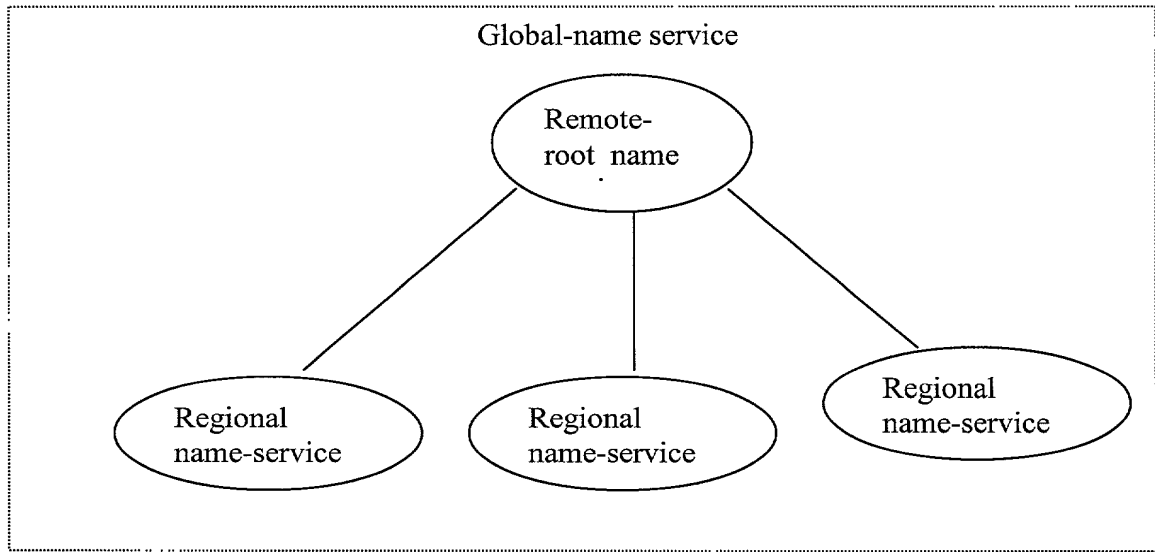 Global-name service
Remote-
root name
Regional
name-service
Regional
name-service
Regional
name-service